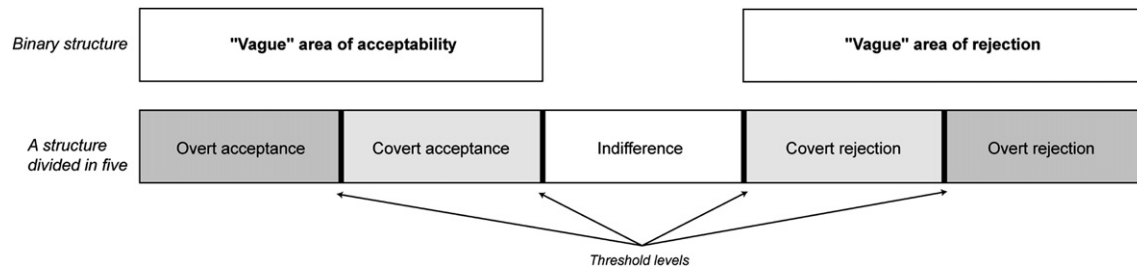 Binary structure
"Vague" area of acceptability
"Vague" area of rejection
A structure
divided in five
Overt acceptance
Covert acceptance
Indifference
Covert rejection
Overt rejection
Threshold levels